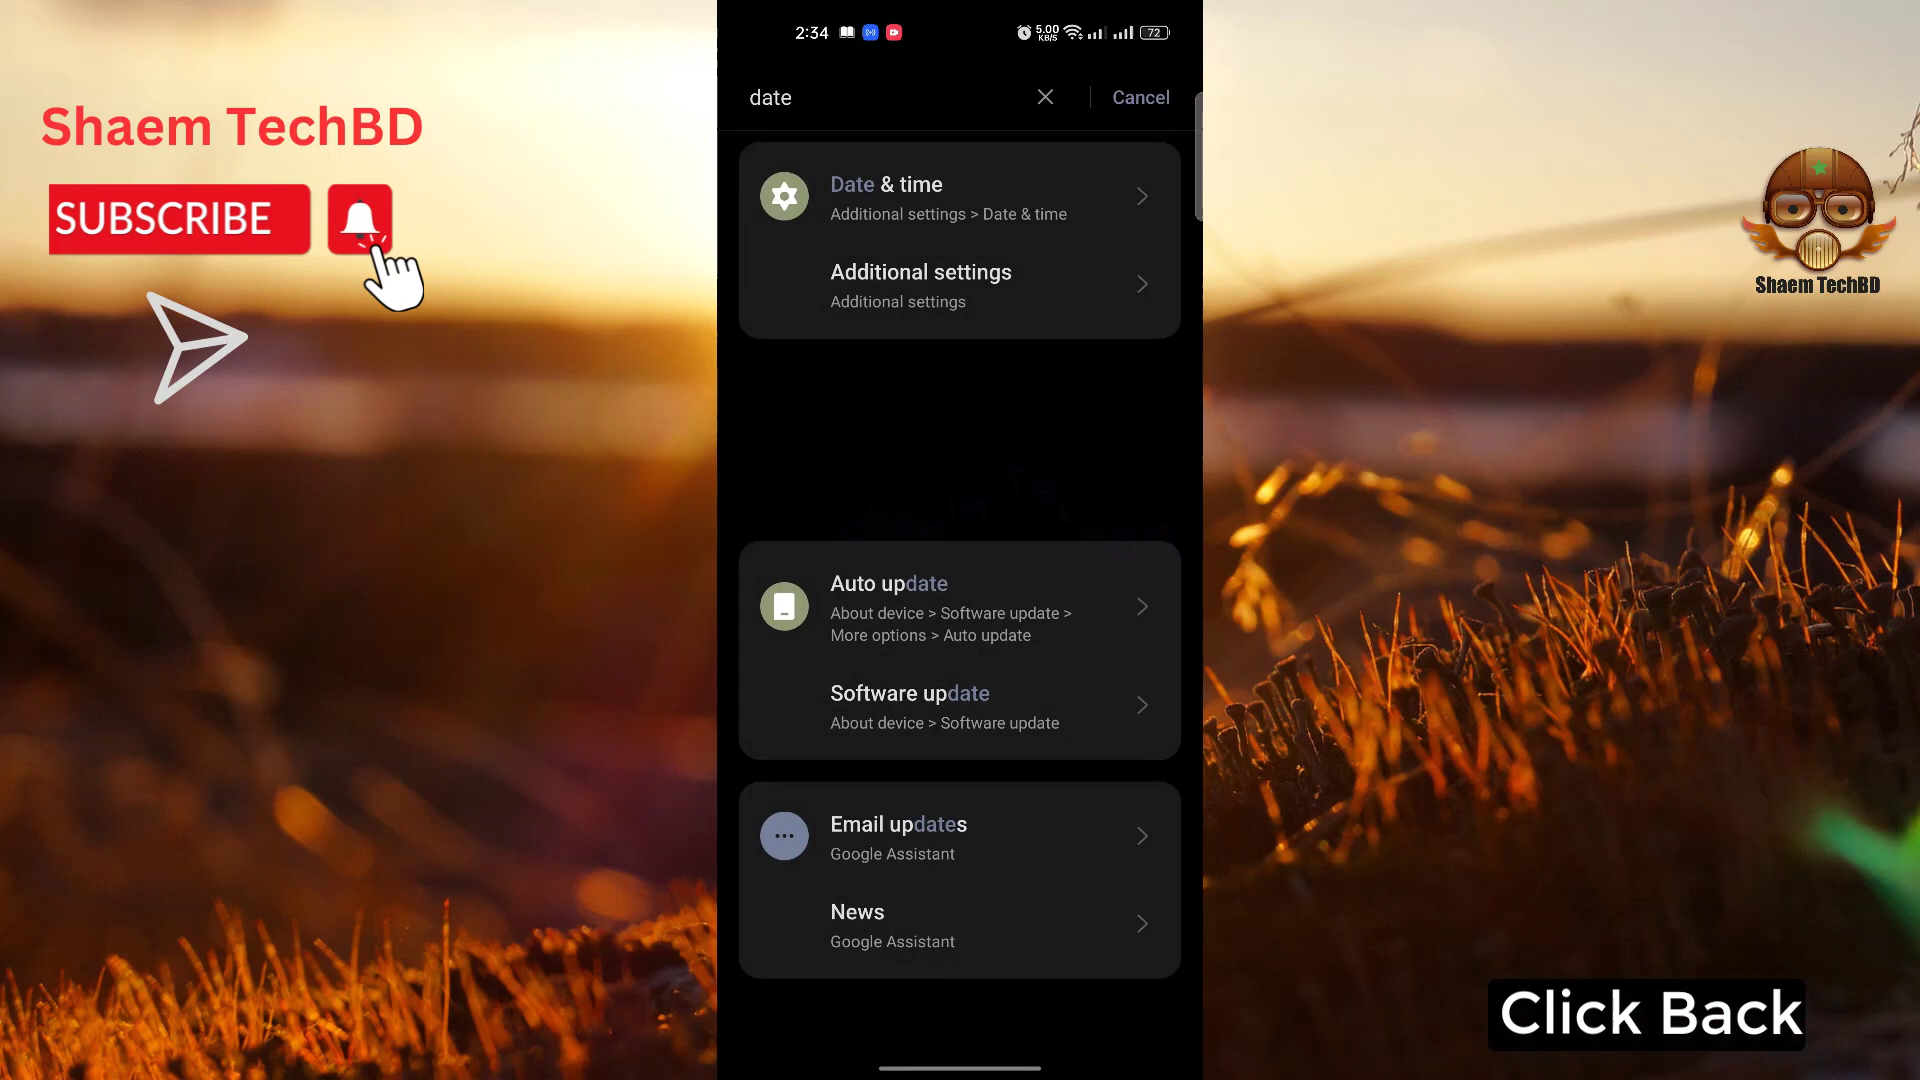 Shaem TechBD
SUBSCRIBE
2:34
5.00
KB/S
72
date
Cancel
Date & time
Additional settings > Date & time
Additional settings
Additional settings
Auto update
About device > Software update >
More options > Auto update
Software update
About device > Software update
Email updates
Google Assistant
News
Google Assistant
Shaem TechBD
Click Back